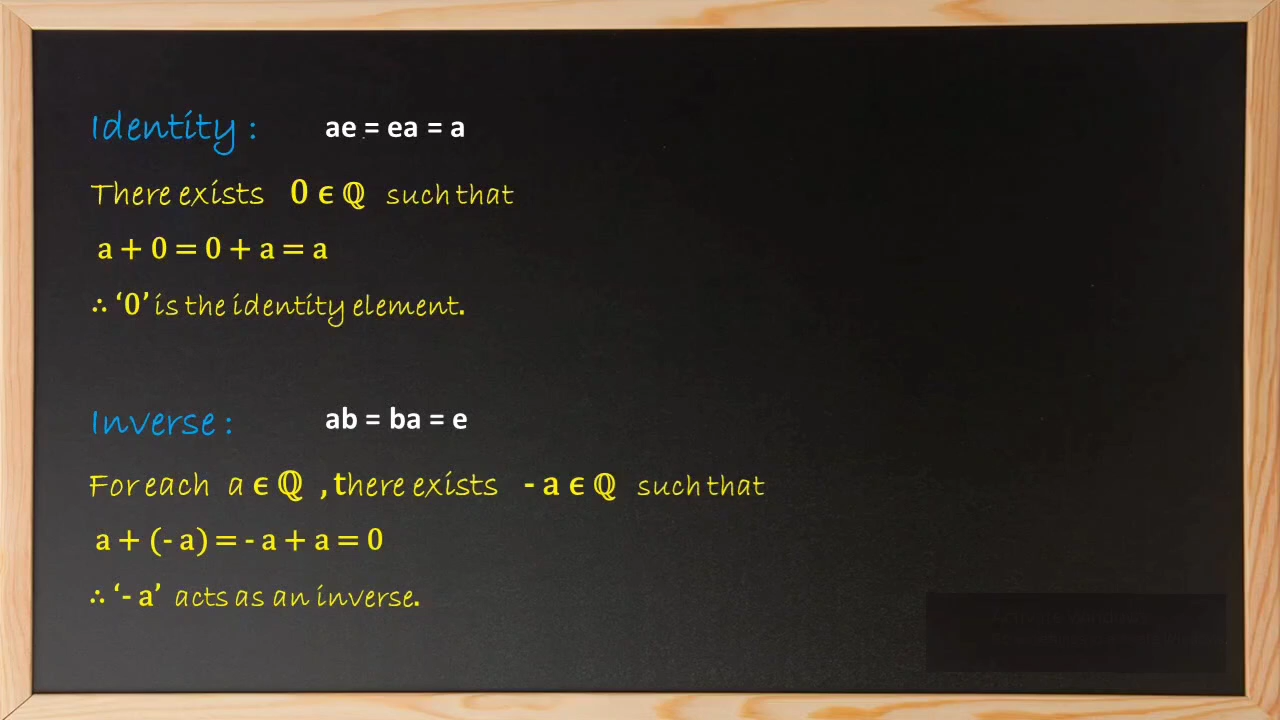 Identity : ae = ea = a
There exists 0 ϵ ℚ such that
a + 0 = 0 + a = a
∴ ‘0’ is the identity element.
Inverse : ab = ba = e
For each a ϵ ℚ , there exists - a ϵ ℚ such that
a + (- a) = - a + a = 0
∴ ‘- a’ acts as an inverse.